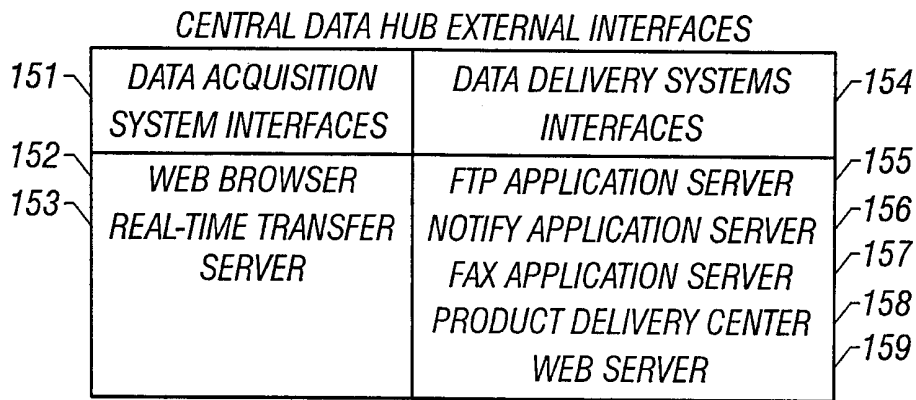 CENTRAL DATA HUB EXTERNAL INTERFACES
151
DATA ACQUISITION
SYSTEM INTERFACES
DATA DELIVERY SYSTEMS
INTERFACES
154
152
153
WEB BROWSER
REAL-TIME TRANSFER
SERVER
FTP APPLICATION SERVER
NOTIFY APPLICATION SERVER
FAX APPLICATION SERVER
PRODUCT DELIVERY CENTER
WEB SERVER
155
156
157
158
159